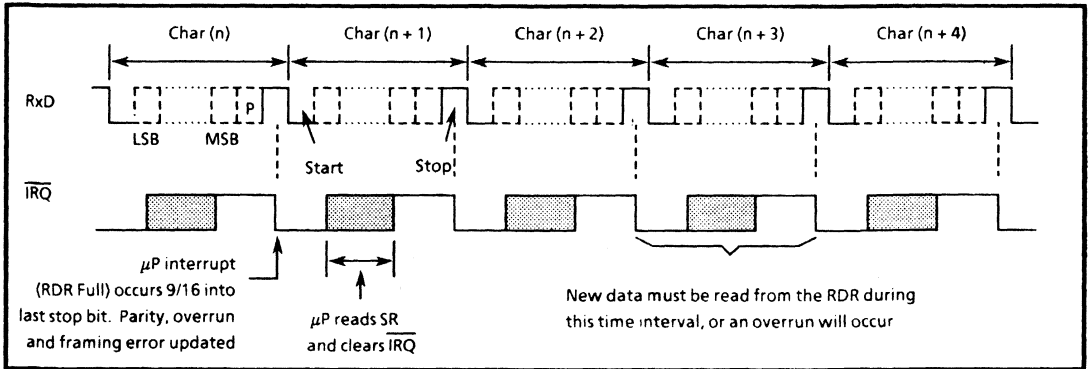 Char (n)
Char (n + 1)
Char (n + 2)
Char (n + 3)
Char (n + 4)
RxD
P
LSB
MSB
Start
Stop
IRQ
μP interrupt
(RDR Full) occurs 9/16 into
last stop bit. Parity, overrun
and framing error updated
μP reads SR
and clears IRQ
New data must be read from the RDR during
this time interval, or an overrun will occur